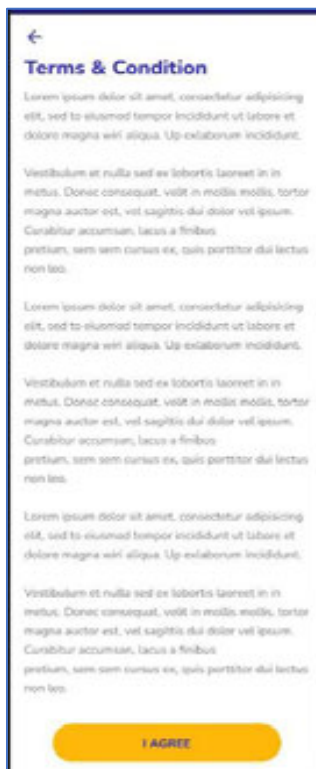 Terms & Condition
Lorem ipsum dolor sit amet, consectetur adipisicing
elit, sed to eiusmod tempor incididunt ut labore et
dolore magna wiri aliqua. Up exlaborum incididunt.
Vestibulum et nulla sed ex lobortis laoreet in in
metus. Donec consequat, velit in mollis mollis, tortor
magna auctor est, vel sagittis dui dolor vel ipsum.
Curabitur accumsan, lacus a finibus
pretium, sem sem cursus ex, quis porttitor dui lectus
non leo.
Lorem ipsum dolor sit amet, consectetur adipisicing
elit, sed to eiusmod tempor incididunt ut labore et
dolore magna wiri aliqua. Up exlaborum incididunt.
Vestibulum et nulla sed ex lobortis laoreet in in
metus. Donec consequat, velit in mollis mollis, tortor
magna auctor est, vel sagittis dui dolor vel ipsum.
Curabitur accumsan, lacus a finibus
pretium, sem sem cursus ex, quis porttitor dui lectus
non leo.
Lorem ipsum dolor sit amet, consectetur adipisicing
elit, sed to eiusmod tempor incididunt ut labore et
dolore magna wiri aliqua. Up exlaborum incididunt.
Vestibulum et nulla sed ex lobortis laoreet in in
metus. Donec consequat, velit in mollis mollis, tortor
magna auctor est, vel sagittis dui dolor vel ipsum.
Curabitur accumsan, lacus a finibus
pretium, sem sem cursus ex, quis porttitor dui lectus
non leo.
I AGREE